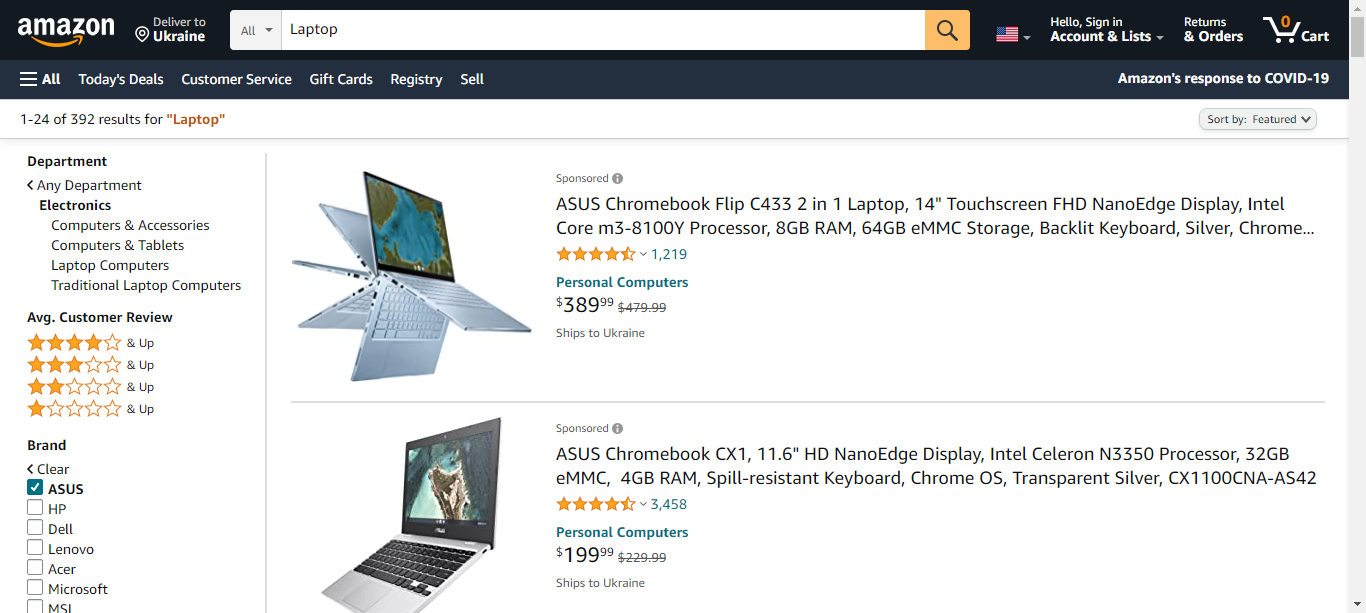 amazon
Deliver to
Ukraine
All
Laptop
Hello, Sign in
Account & Lists
Returns
& Orders
0
Cart
All
Today's Deals
Customer Service
Gift Cards
Registry
Sell
Amazon's response to COVID-19
1-24 of 392 results for "Laptop"
Sort by: Featured
Department
Any Department
Electronics
Computers & Accessories
Computers & Tablets
Laptop Computers
Traditional Laptop Computers
Avg. Customer Review
& Up
& Up
& Up
& Up
Brand
Clear
ASUS
HP
Dell
Lenovo
Acer
Microsoft
MSI
Sponsored
ASUS Chromebook Flip C433 2 in 1 Laptop, 14" Touchscreen FHD NanoEdge Display, Intel
Core m3-8100Y Processor, 8GB RAM, 64GB eMMC Storage, Backlit Keyboard, Silver, Chrome...
1,219
Personal Computers
$389.99 $479.99
Ships to Ukraine
Sponsored
ASUS Chromebook CX1, 11.6" HD NanoEdge Display, Intel Celeron N3350 Processor, 32GB
eMMC, 4GB RAM, Spill-resistant Keyboard, Chrome OS, Transparent Silver, CX1100CNA-AS42
3,458
Personal Computers
$199.99 $229.99
Ships to Ukraine